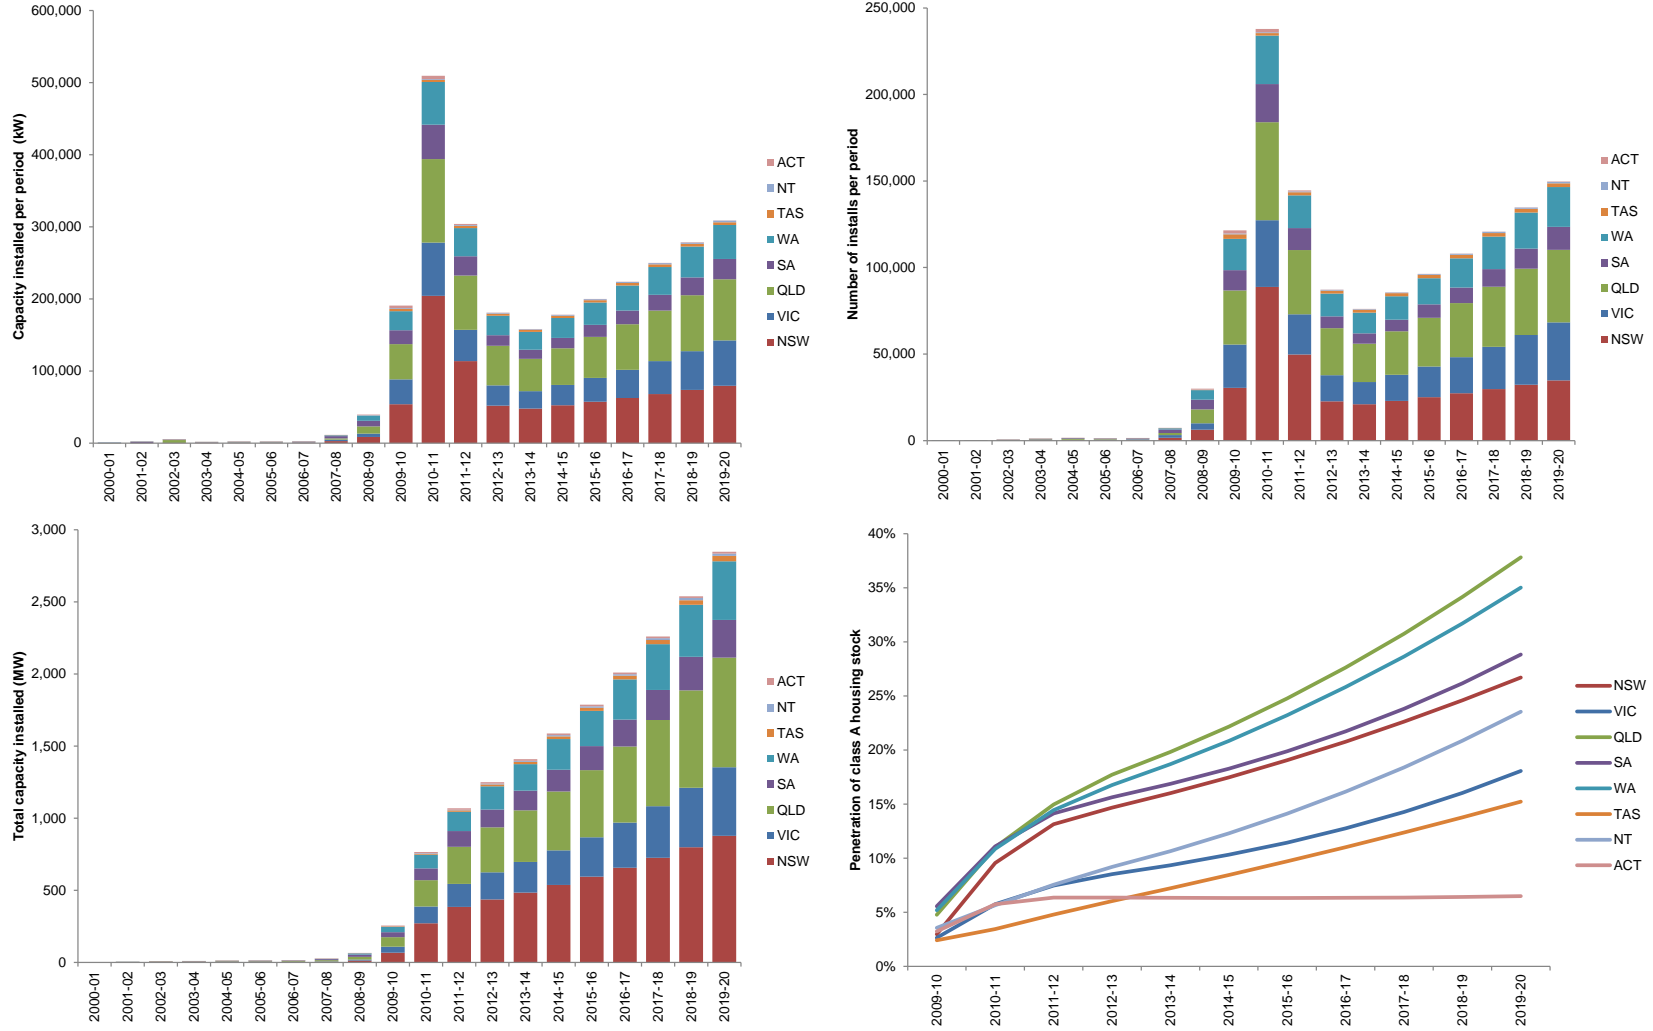 Capacity installed per period (kW)
600,000
500,000
400,000
300,000
200,000
100,000
0
2000-01
2001-02
2002-03
2003-04
2004-05
2005-06
2006-07
2007-08
2008-09
2009-10
2010-11
2011-12
2012-13
2013-14
2014-15
2015-16
2016-17
2017-18
2018-19
2019-20
ACT
NT
TAS
WA
SA
QLD
VIC
NSW
Number of installs per period
250,000
200,000
150,000
100,000
50,000
0
2000-01
2001-02
2002-03
2003-04
2004-05
2005-06
2006-07
2007-08
2008-09
2009-10
2010-11
2011-12
2012-13
2013-14
2014-15
2015-16
2016-17
2017-18
2018-19
2019-20
ACT
NT
TAS
WA
SA
QLD
VIC
NSW
Total capacity installed (MW)
3,000
2,500
2,000
1,500
1,000
500
0
2000-01
2001-02
2002-03
2003-04
2004-05
2005-06
2006-07
2007-08
2008-09
2009-10
2010-11
2011-12
2012-13
2013-14
2014-15
2015-16
2016-17
2017-18
2018-19
2019-20
ACT
NT
TAS
WA
SA
QLD
VIC
NSW
Penetration of class A housing stock
40%
35%
30%
25%
20%
15%
10%
5%
0%
2009-10
2010-11
2011-12
2012-13
2013-14
2014-15
2015-16
2016-17
2017-18
2018-19
2019-20
NSW
VIC
QLD
SA
WA
TAS
NT
ACT